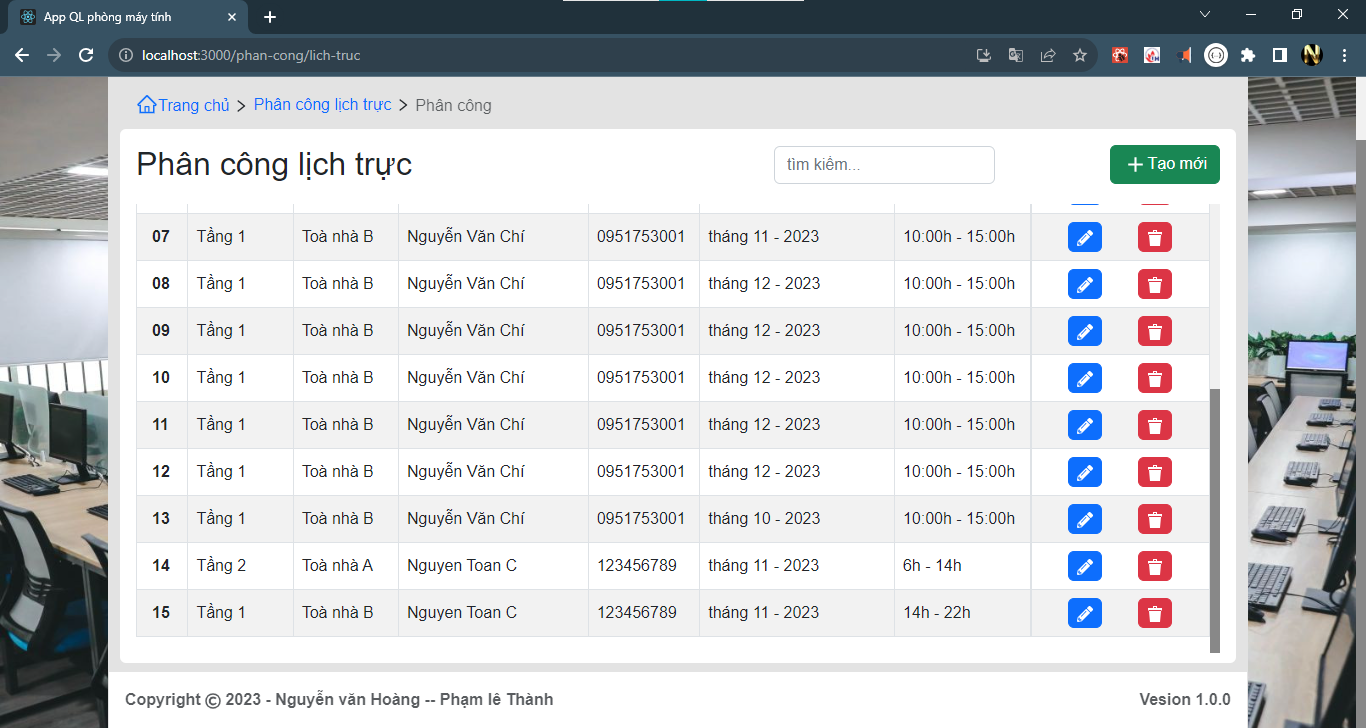 App QL phòng máy tính
localhost:3000/phan-cong/lich-truc
Trang chủ > Phân công lịch trực > Phân công
Phân công lịch trực tìm kiếm... + Tạo mới
07 Tầng 1 Toà nhà B Nguyễn Văn Chí 0951753001 tháng 11 - 2023 10:00h - 15:00h
08 Tầng 1 Toà nhà B Nguyễn Văn Chí 0951753001 tháng 12 - 2023 10:00h - 15:00h
09 Tầng 1 Toà nhà B Nguyễn Văn Chí 0951753001 tháng 12 - 2023 10:00h - 15:00h
10 Tầng 1 Toà nhà B Nguyễn Văn Chí 0951753001 tháng 12 - 2023 10:00h - 15:00h
11 Tầng 1 Toà nhà B Nguyễn Văn Chí 0951753001 tháng 12 - 2023 10:00h - 15:00h
12 Tầng 1 Toà nhà B Nguyễn Văn Chí 0951753001 tháng 12 - 2023 10:00h - 15:00h
13 Tầng 1 Toà nhà B Nguyễn Văn Chí 0951753001 tháng 10 - 2023 10:00h - 15:00h
14 Tầng 2 Toà nhà A Nguyen Toan C 123456789 tháng 11 - 2023 6h - 14h
15 Tầng 1 Toà nhà B Nguyen Toan C 123456789 tháng 11 - 2023 14h - 22h
Copyright © 2023 - Nguyễn văn Hoàng -- Phạm lê Thành Vesion 1.0.0